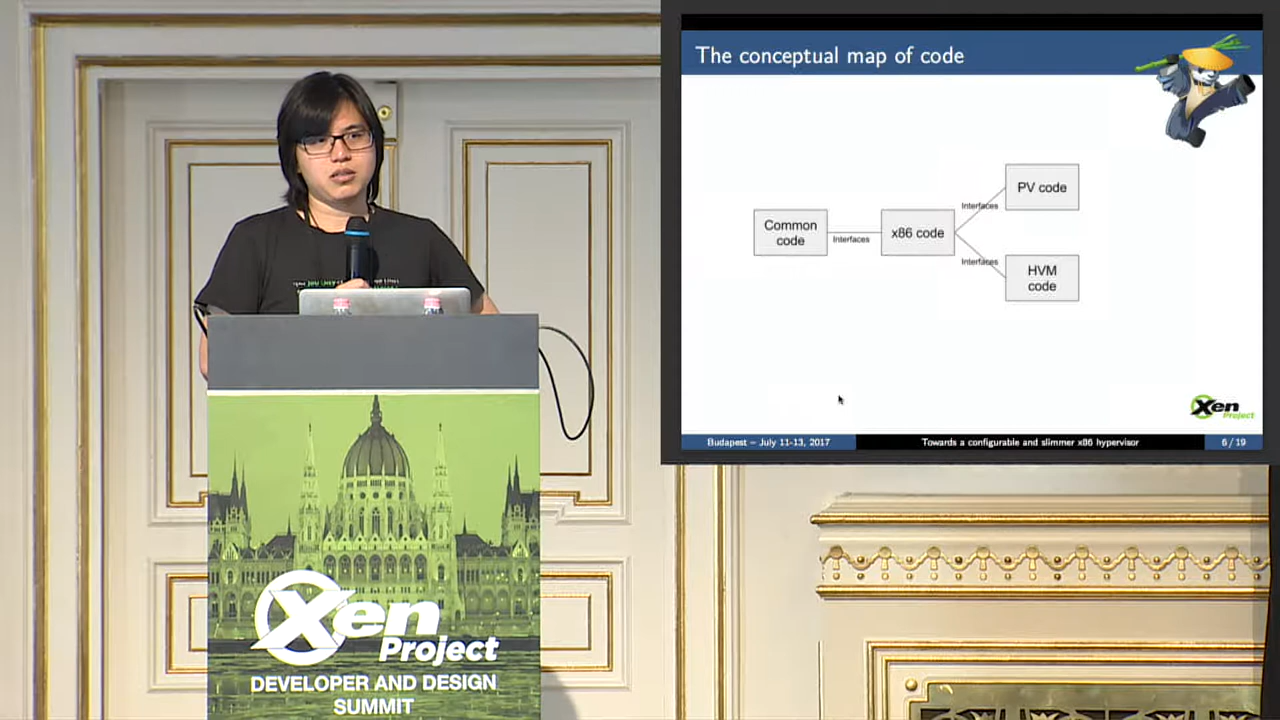 The conceptual map of code
PV code
Interfaces
Common
code
Interfaces
x86 code
Interfaces
HVM
code
Xen
Project
Budapest – July 11-13, 2017
Towards a configurable and slimmer x86 hypervisor
6 / 19
Xen
Project
DEVELOPER AND DESIGN
SUMMIT